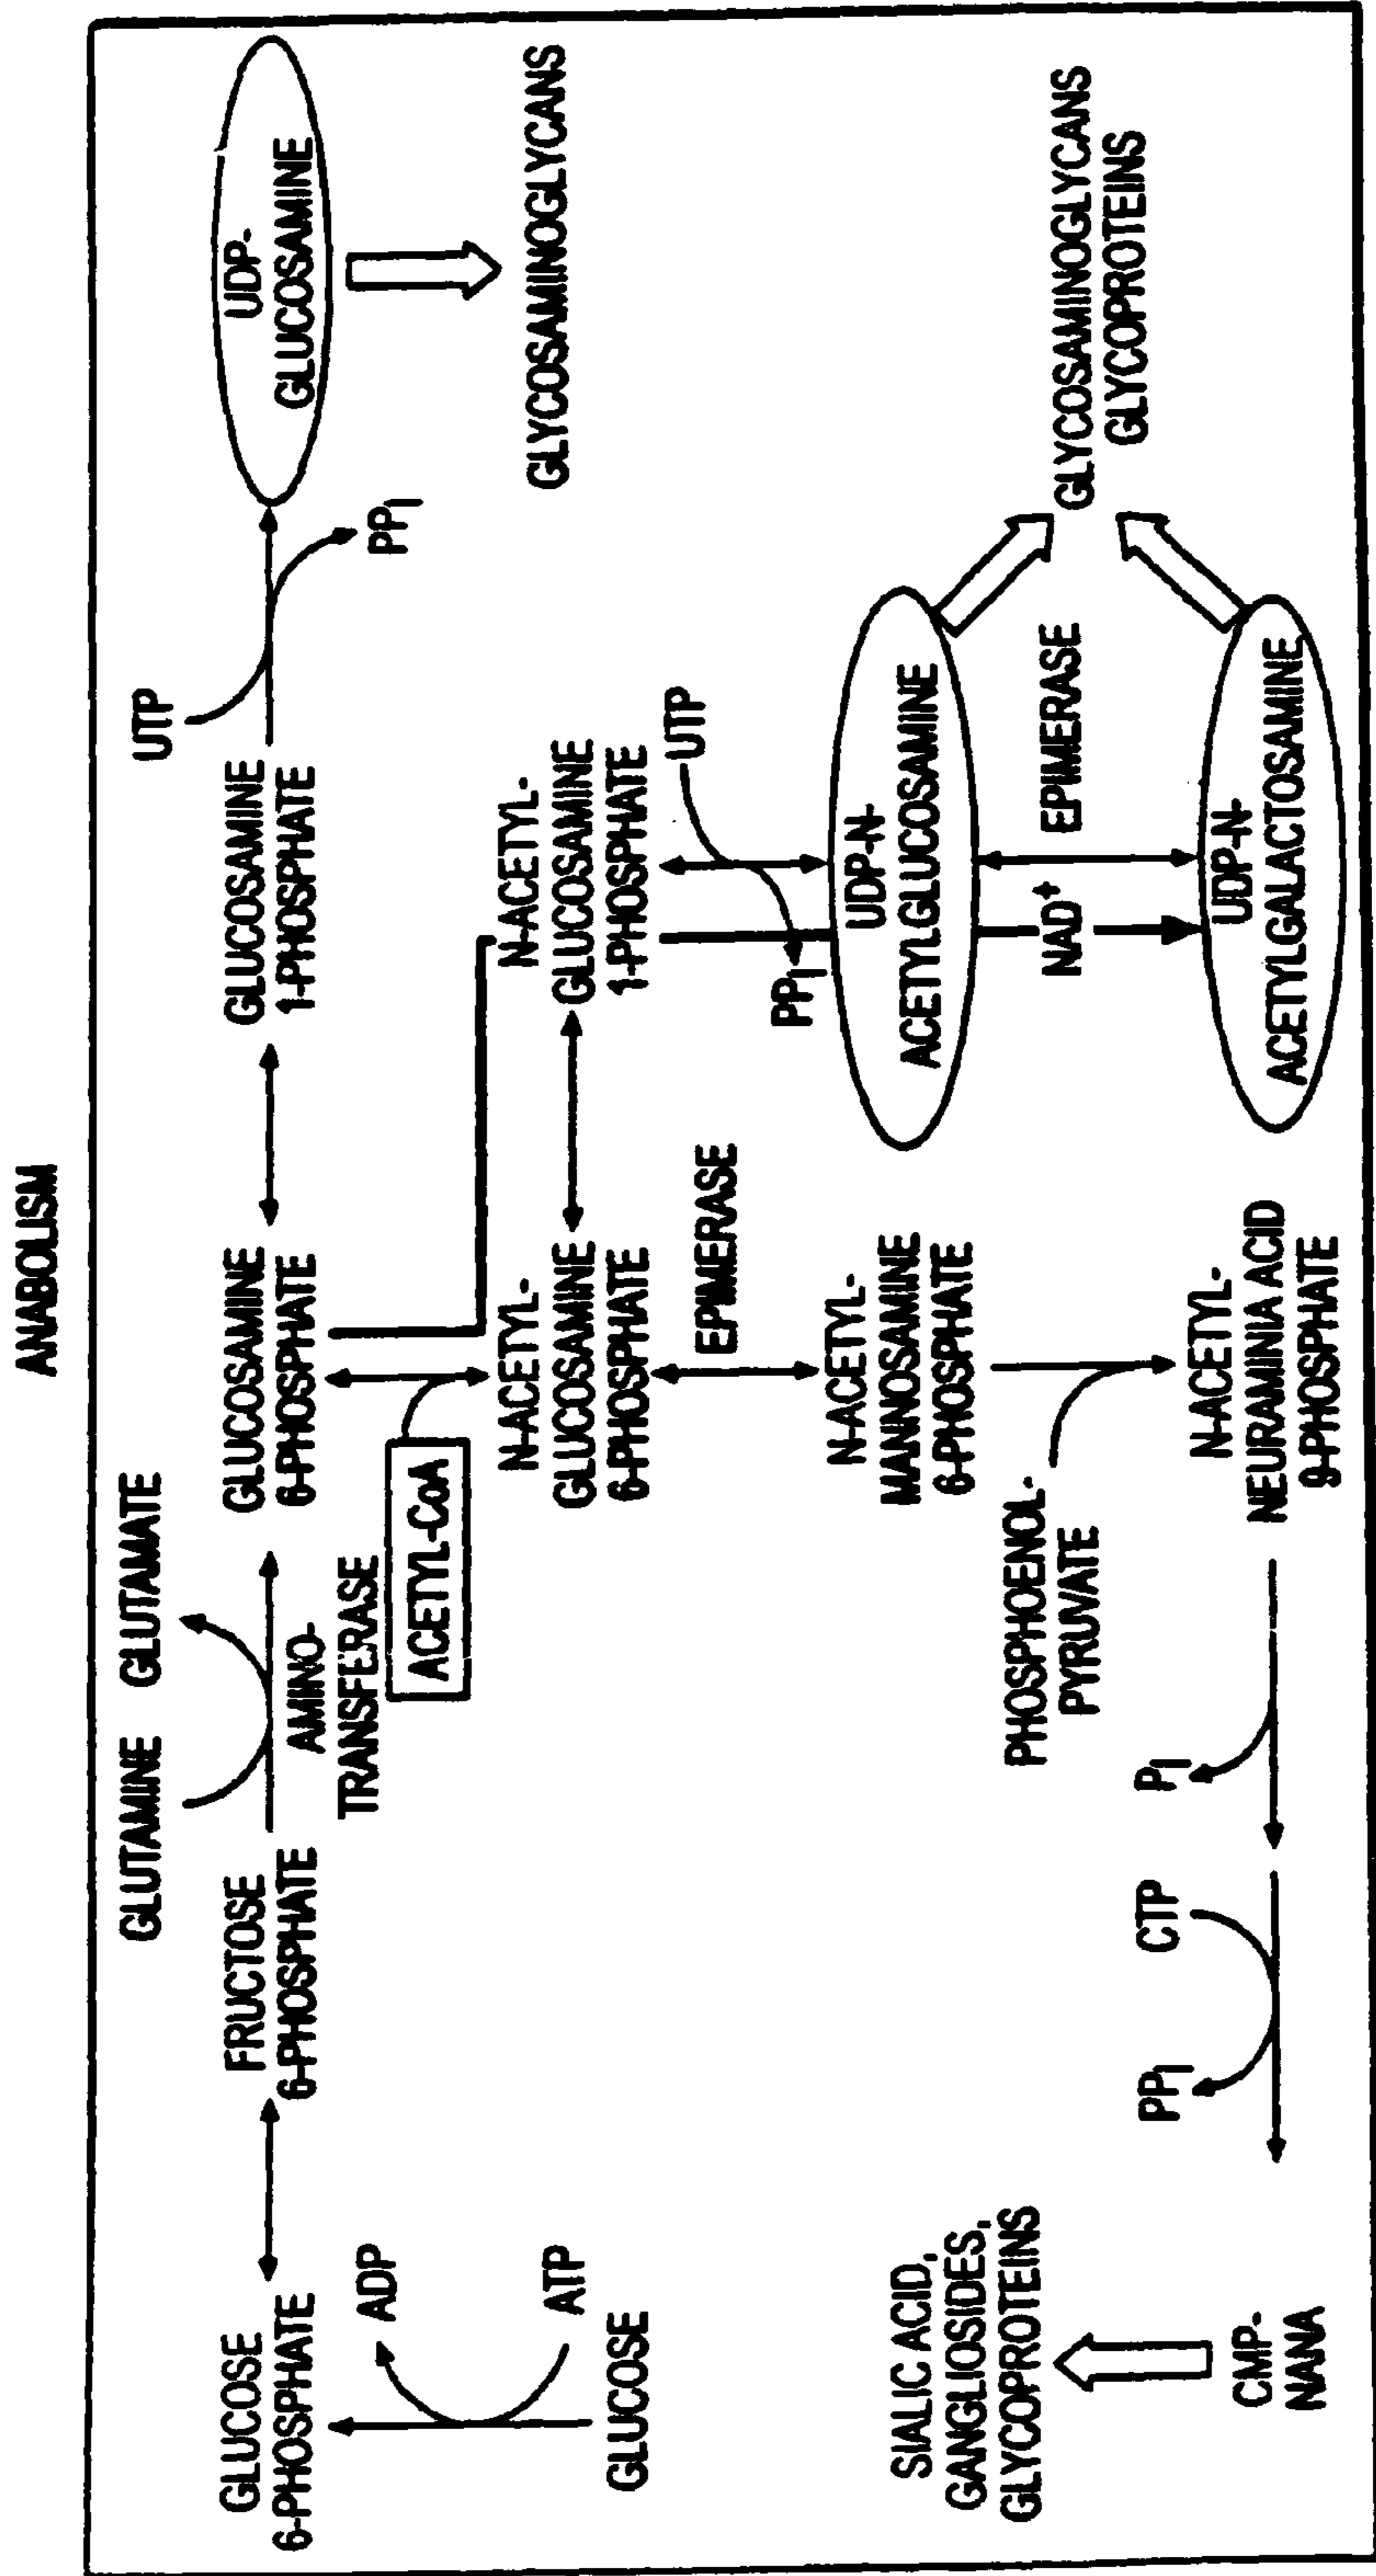 ANABOLISM
GLUTAMINE
GLUTAMATE
UTP
GLUCOSE
6-PHOSPHATE
FRUCTOSE
6-PHOSPHATE
GLUCOSAMINE
6-PHOSPHATE
GLUCOSAMINE
1-PHOSPHATE
UDP-
GLUCOSAMINE
AMINO-
TRANSFERASE
PPI
ADP
ACETYL-CoA
ATP
GLUCOSE
N-ACETYL-
GLUCOSAMINE
6-PHOSPHATE
N-ACETYL-
GLUCOSAMINE
1-PHOSPHATE
GLYCOSAMINOGLYCANS
EPIMERASE
UTP
PPI
SIALIC ACID,
GANGLIOSIDES,
GLYCOPROTEINS
N-ACETYL-
MANNOSAMINE
6-PHOSPHATE
UDP-N-
ACETYLGLUCOSAMINE
PHOSPHOENOL-
PYRUVATE
NAD+
EPIMERASE
GLYCOSAMINOGLYCANS
GLYCOPROTEINS
PPI
CTP
PI
CMP-
NANA
N-ACETYL-
NEURAMINIA ACID
9-PHOSPHATE
UDP-N-
ACETYLGALACTOSAMINE